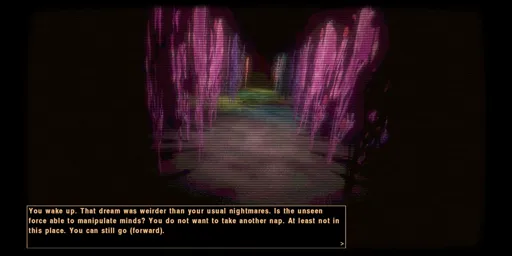 You wake up. That dream was weirder than your usual nightmares. Is the unseen
force able to manipulate minds? You do not want to take another nap. At least not in
this place. You can still go (forward).
>